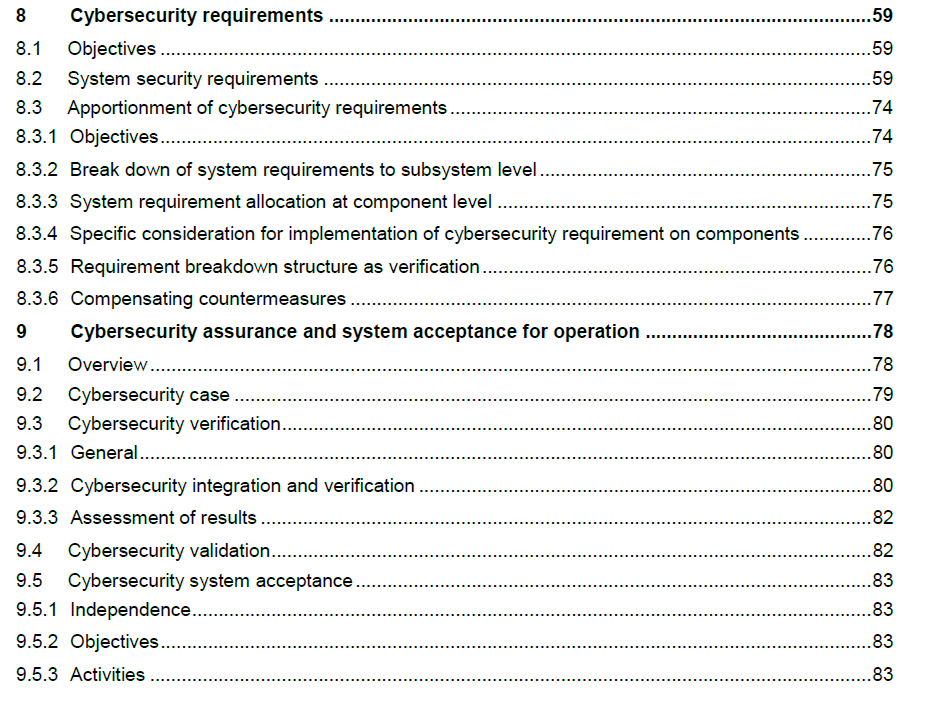 8 Cybersecurity requirements ....................................................................................59
8.1 Objectives ....................................................................................59
8.2 System security requirements ....................................................................................59
8.3 Apportionment of cybersecurity requirements ....................................................................................74
8.3.1 Objectives ....................................................................................74
8.3.2 Break down of system requirements to subsystem level ....................................................................................75
8.3.3 System requirement allocation at component level ....................................................................................75
8.3.4 Specific consideration for implementation of cybersecurity requirement on components .............76
8.3.5 Requirement breakdown structure as verification ....................................................................................76
8.3.6 Compensating countermeasures ....................................................................................77
9 Cybersecurity assurance and system acceptance for operation ........................................78
9.1 Overview ....................................................................................78
9.2 Cybersecurity case ....................................................................................79
9.3 Cybersecurity verification ....................................................................................80
9.3.1 General ....................................................................................80
9.3.2 Cybersecurity integration and verification ....................................................................................80
9.3.3 Assessment of results ....................................................................................82
9.4 Cybersecurity validation ....................................................................................82
9.5 Cybersecurity system acceptance ....................................................................................83
9.5.1 Independence ....................................................................................83
9.5.2 Objectives ....................................................................................83
9.5.3 Activities ....................................................................................83